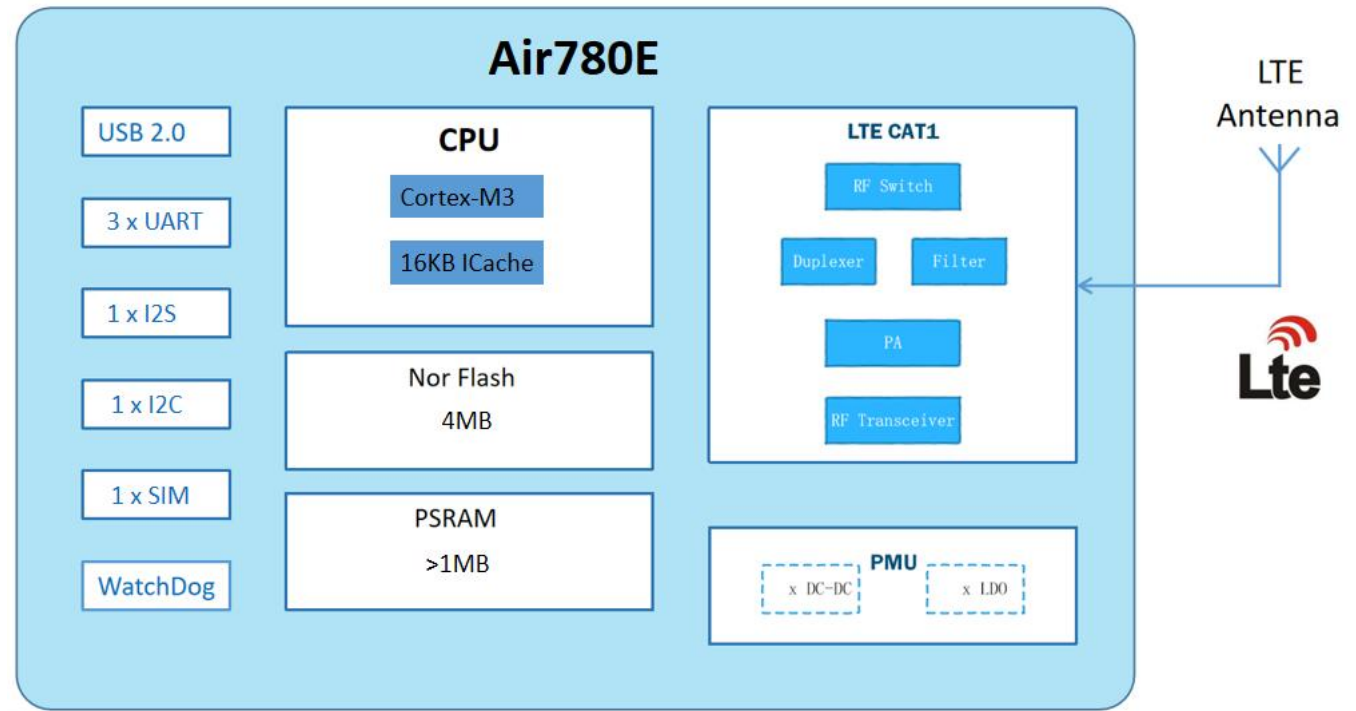 Air780E
USB 2.0
3 x UART
1 x I2S
1 x I2C
1 x SIM
WatchDog
CPU
Cortex-M3
16KB ICache
Nor Flash
4MB
PSRAM
>1MB
LTE CAT1
RF Switch
Duplexer
Filter
PA
RF Transceiver
PMU
x DC-DC
x LDO
LTE
Antenna
Lte